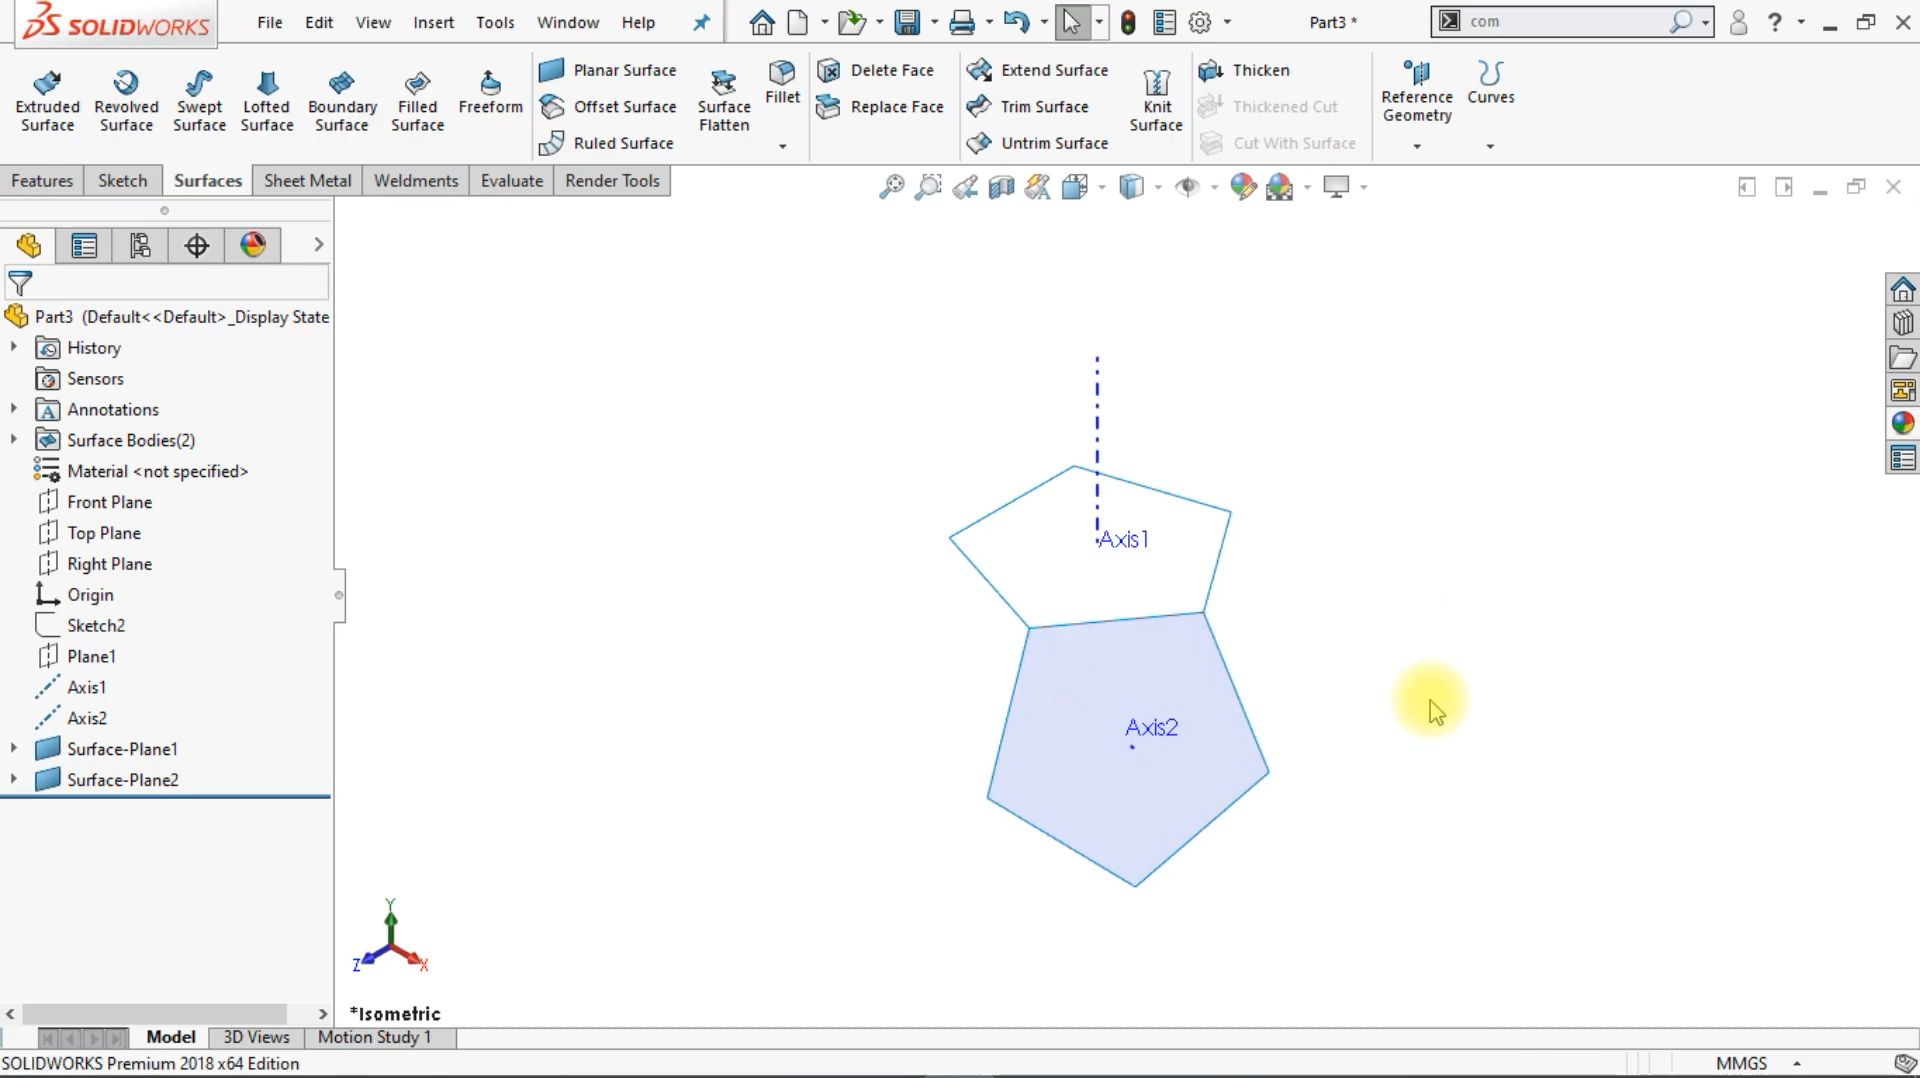 SOLIDWORKS File Edit View Insert Tools Window Help Part3 * com ?
Extruded Surface
Revolved Surface
Swept Surface
Lofted Surface
Boundary Surface
Filled Surface
Freeform
Planar Surface
Offset Surface
Ruled Surface
Surface Flatten
Fillet
Delete Face
Replace Face
Extend Surface
Trim Surface
Untrim Surface
Knit Surface
Thicken
Thickened Cut
Cut With Surface
Reference Geometry
Curves
Features Sketch Surfaces Sheet Metal Weldments Evaluate Render Tools
Part3 (Default<<Default>_Display State
History
Sensors
Annotations
Surface Bodies(2)
Material <not specified>
Front Plane
Top Plane
Right Plane
Origin
Sketch2
Plane1
Axis1
Axis2
Surface-Plane1
Surface-Plane2
Axis1
Axis2
Y
Z
X
*Isometric
Model 3D Views Motion Study 1
SOLIDWORKS Premium 2018 x64 Edition MMGS